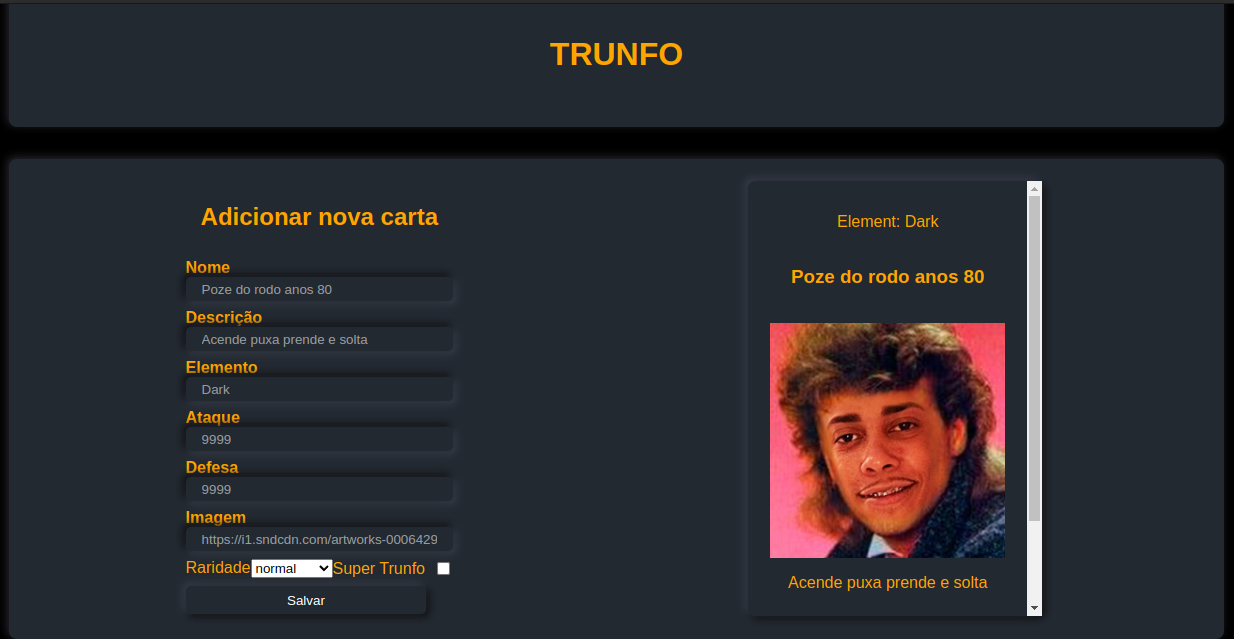 TRUNFO
Adicionar nova carta
Nome
Poze do rodo anos 80
Descrição
Acende puxa prende e solta
Elemento
Dark
Ataque
9999
Defesa
9999
Imagem
https://i1.sndcdn.com/artworks-0006429
Raridade normal Super Trunfo
Salvar
Element: Dark
Poze do rodo anos 80
Acende puxa prende e solta